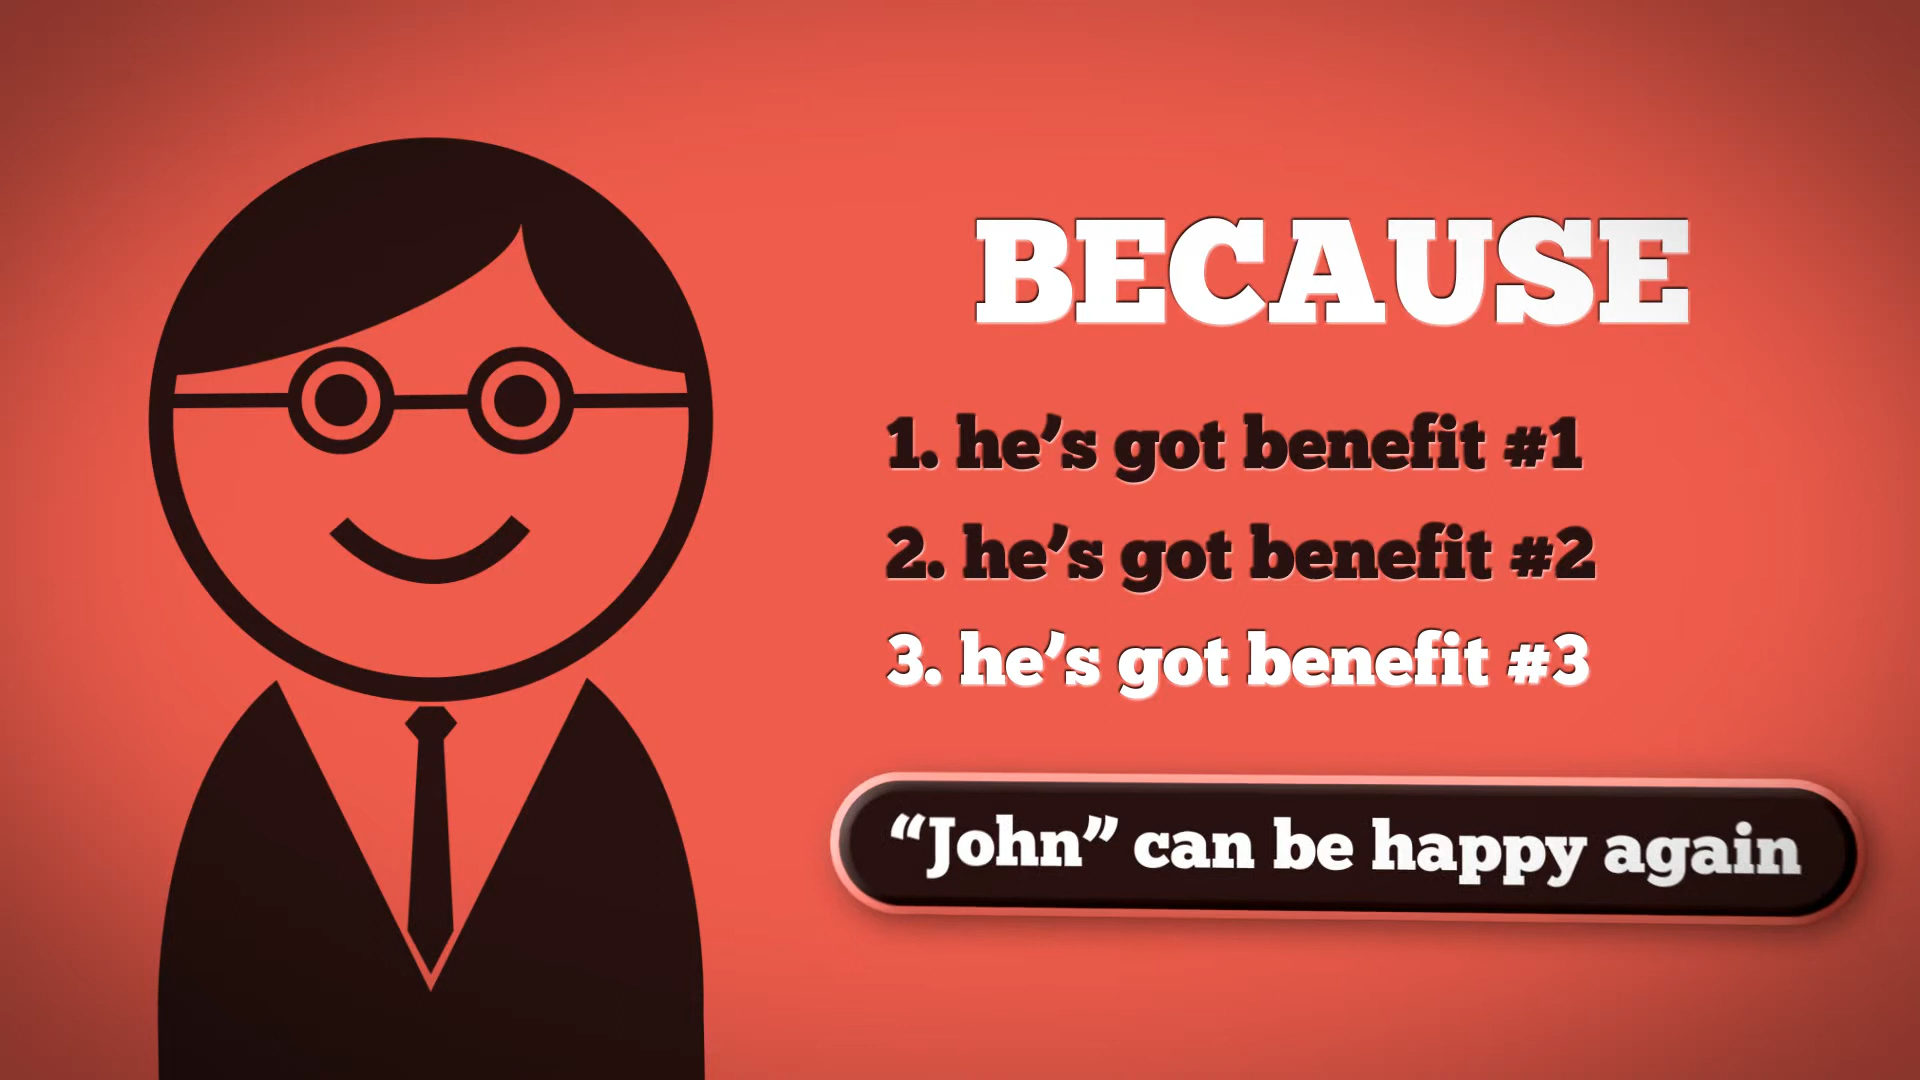 BECAUSE
1. he’s got benefit #1
2. he’s got benefit #2
3. he’s got benefit #3
“John” can be happy again